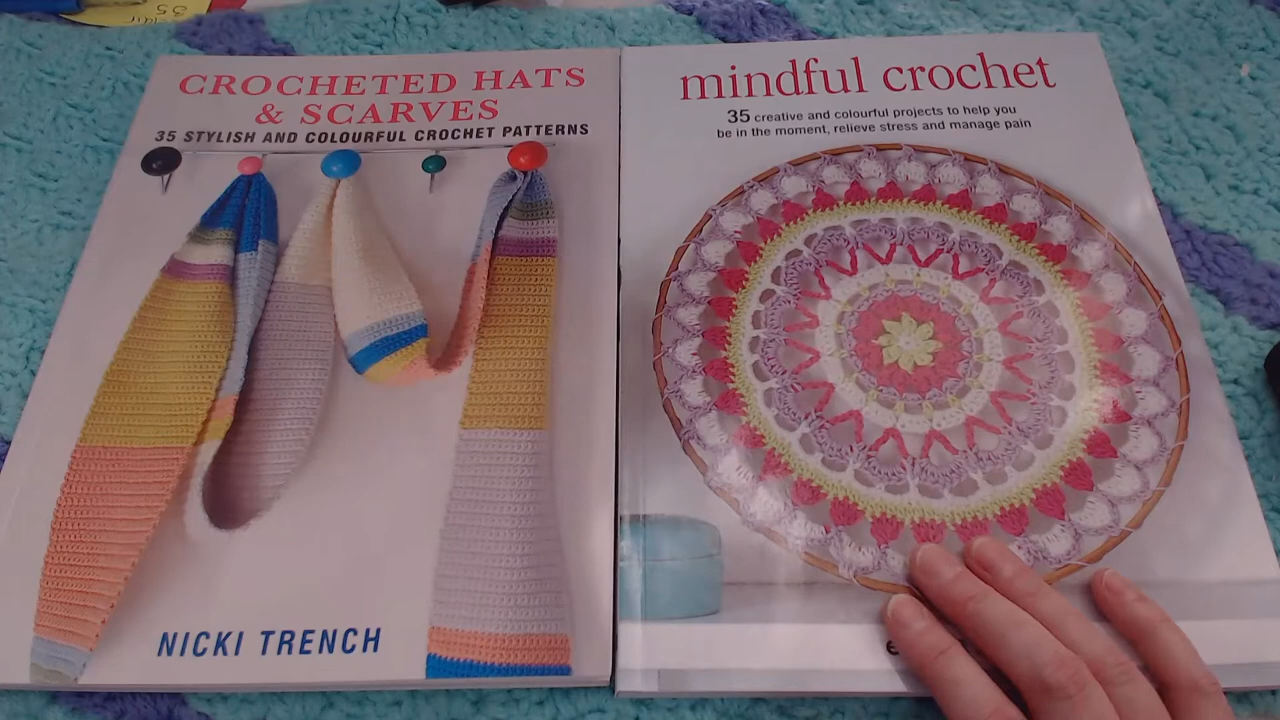 CROCHETED HATS
& SCARVES
35 STYLISH AND COLOURFUL CROCHET PATTERNS
NICKI TRENCH
mindful crochet
35 creative and colourful projects to help you
be in the moment, relieve stress and manage pain
35